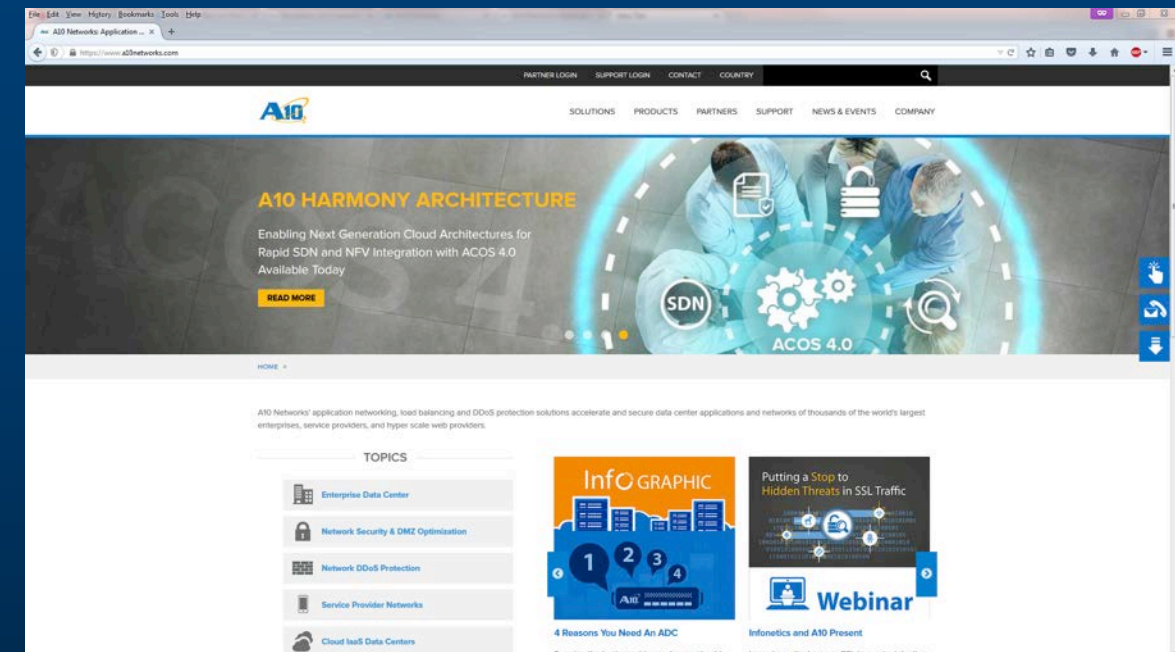 File Edit View History Bookmarks Tools Help
A10 Networks: Application ... × +
https://www.a10networks.com
PARTNER LOGIN SUPPORT LOGIN CONTACT COUNTRY
A10
SOLUTIONS PRODUCTS PARTNERS SUPPORT NEWS & EVENTS COMPANY
ACOS 4
A10 HARMONY ARCHITECTURE
Enabling Next Generation Cloud Architectures for
Rapid SDN and NFV Integration with ACOS 4.0
Available Today
READ MORE
SDN
ACOS 4.0
HOME >
A10 Networks' application networking, load balancing and DDoS protection solutions accelerate and secure data center applications and networks of thousands of the world's largest
enterprises, service providers, and hyper scale web providers.
TOPICS
Enterprise Data Center
Network Security & DMZ Optimization
Network DDoS Protection
Service Provider Networks
Cloud IaaS Data Centers
InfoGRAPHIC
1 2 3 4
A10
4 Reasons You Need An ADC
Putting a Stop to
Hidden Threats in SSL Traffic
Webinar
Infonetics and A10 Present